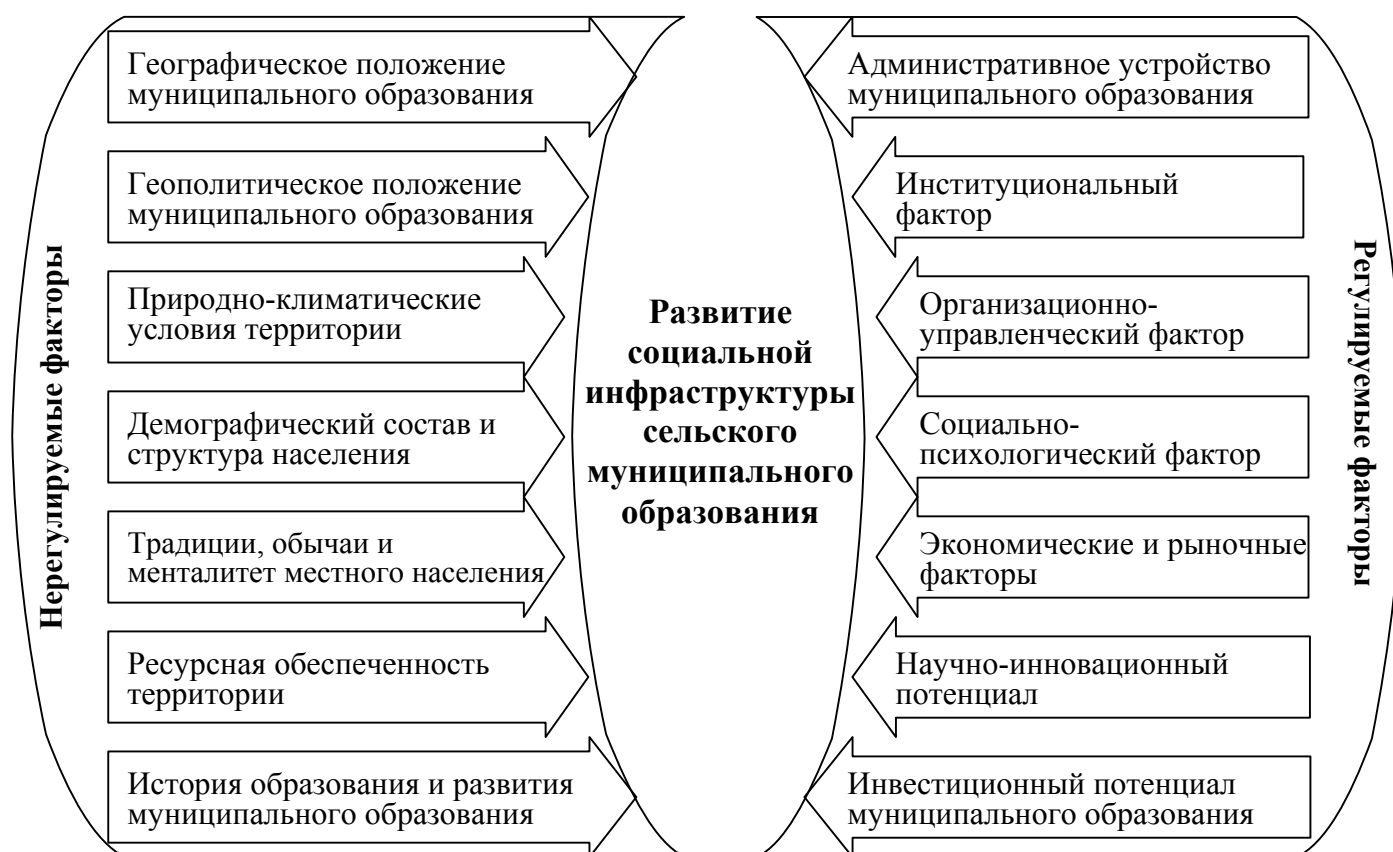 Нерегулируемые факторы
Географическое положение
муниципального образования
Геополитическое положение
муниципального образования
Природно-климатические
условия территории
Демографический состав и
структура населения
Традиции, обычаи и
менталитет местного населения
Ресурсная обеспеченность
территории
История образования и развития
муниципального образования
Развитие
социальной
инфраструктуры
сельского
муниципального
образования
Административное устройство
муниципального образования
Институциональный
фактор
Организационно-
управленческий фактор
Социально-
психологический фактор
Экономические и рыночные
факторы
Научно-инновационный
потенциал
Инвестиционный потенциал
муниципального образования
Регулируемые факторы